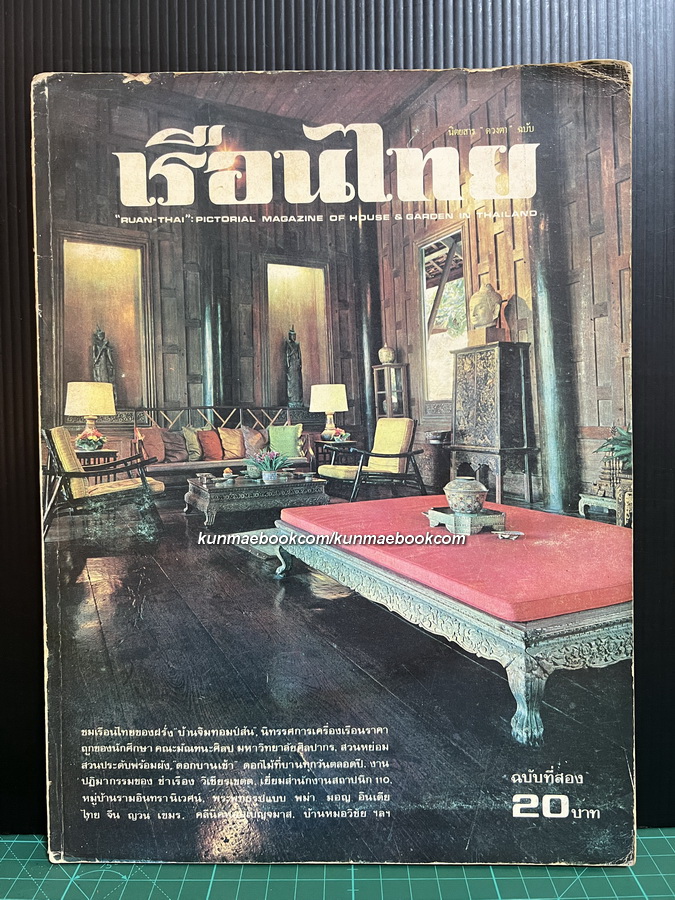 นิตยสาร "ดวงตา" ฉบับ
เรือนไทย
"RUAN-THAI": PICTORIAL MAGAZINE OF HOUSE & GARDEN IN THAILAND
kunmaebookcom/kunmaebookcom
ชมเรือนไทยของฝรั่ง "บ้านจิมทอมป์สัน", นิทรรศการเครื่องเรือนราคา
ถูกของนักศึกษา คณะมัณฑนะศิลป มหาวิทยาลัยศิลปากร, สวนหย่อม
สวนประดับพร้อมผัง, "ดอกบานเช้า" ดอกไม้ที่บานทุกวันตลอดปี, งาน
ปฏิมากรรมของ ชำเรือง วิเชียรเขตต์, เยี่ยมสำนักงานสถาปนิก 110,
หมู่บ้านรามอินทรานิเวศน์, พระพุทธรูปแบบ พม่า มอญ อินเดีย
ไทย จีน ญวน เขมร, คลีนิค เบญจมาส, บ้านหมอวิชัย ฯลฯ
ฉบับที่สอง
20 บาท